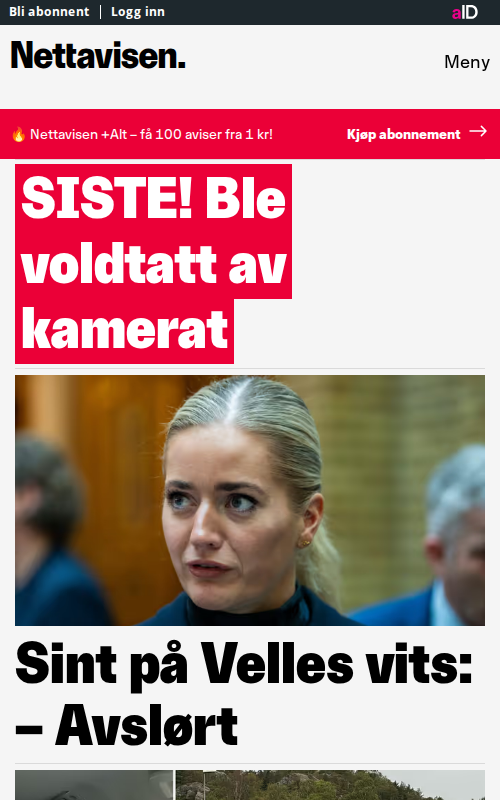 Bli abonnent
Logg inn
aID
Nettavisen.
Meny
🔥 Nettavisen +Alt – få 100 aviser fra 1 kr!
Kjøp abonnement →
SISTE! Ble
voldtatt av
kamerat
Sint på Velles vits:
– Avslørt